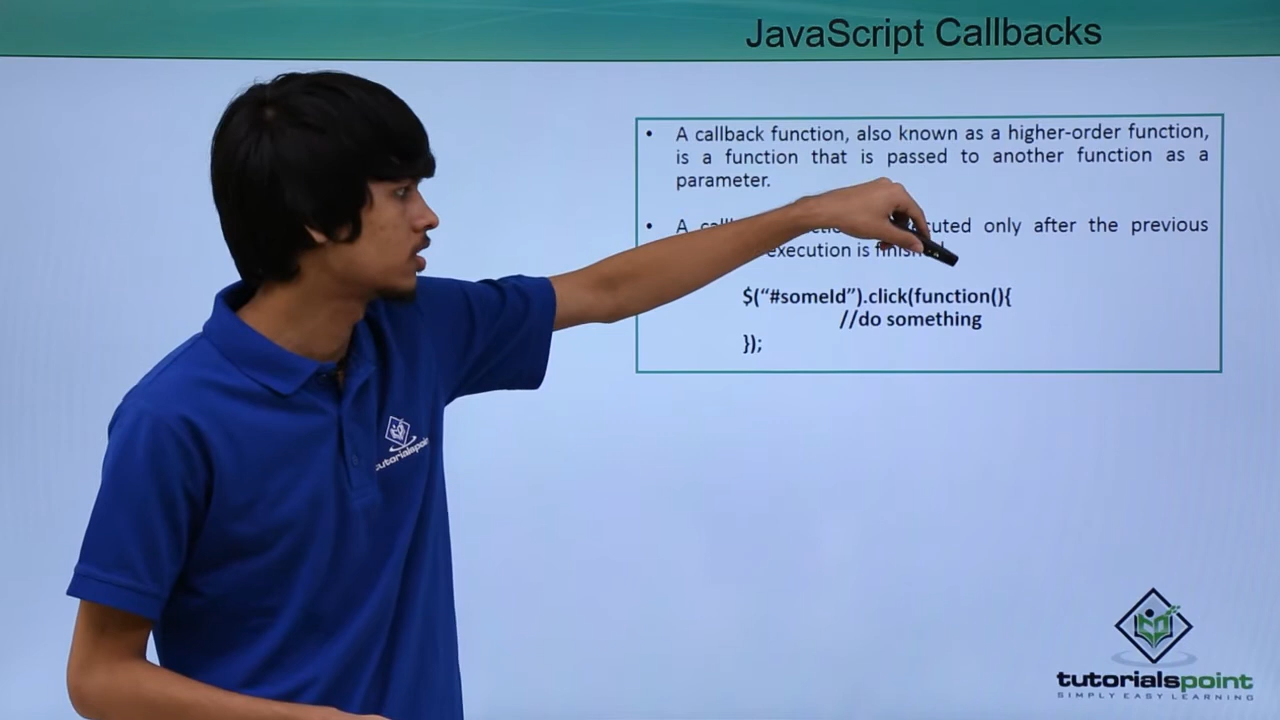 JavaScript Callbacks
• A callback function, also known as a higher-order function,
is a function that is passed to another function as a
parameter.
• A only after the previous
execution is
$(“#someId”).click(function(){
//do something
});
tutorialspoint
tutorialspoint
SIMPLY EASY LEARNING